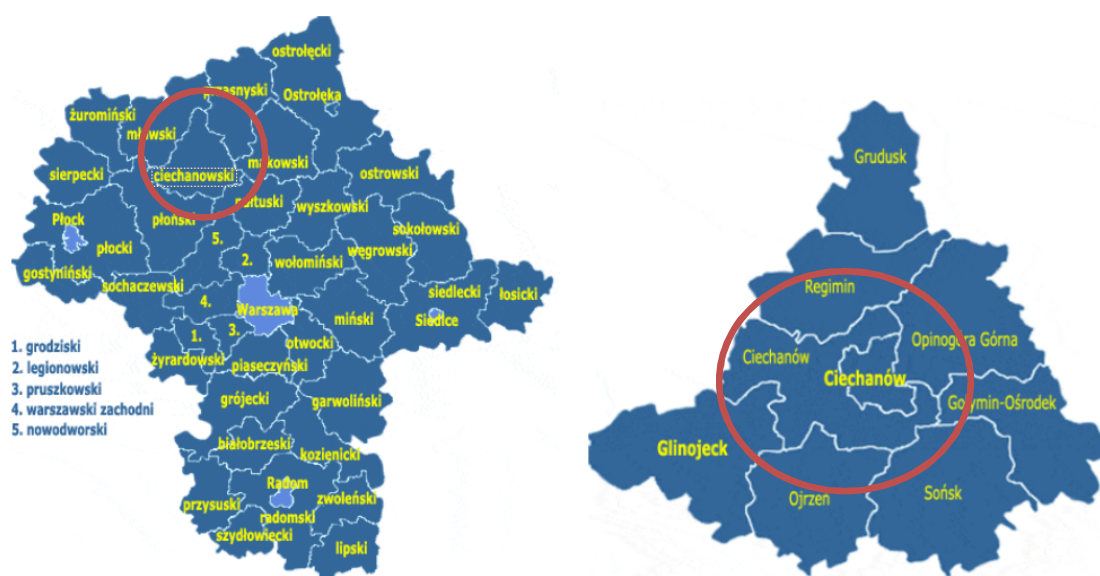 ostrołęcki
przasnyski
Ostrołęka
żuromiński
mławski
makowski
sierpecki
ciechanowski
ostrowski
pułtuski
wyszkowski
Płock
płoński
sokołowski
płocki
5.
węgrowski
2.
wołomiński
gostyniński
sochaczewski
siedlecki
łosicki
4.
Warszawa
miński
Siedlce
1.
3.
otwocki
żyrardowski
piaseczyński
grójecki
garwoliński
białobrzeski
kozienicki
Radom
zwoleński
przysuski
radomski
szydłowiecki
lipski
1. grodziski
2. legionowski
3. pruszkowski
4. warszawski zachodni
5. nowodworski
Grudusk
Regimin
Opinogóra Górna
Ciechanów
Ciechanów
Gołymin-Ośrodek
Glinojeck
Ojrzen
Sońsk